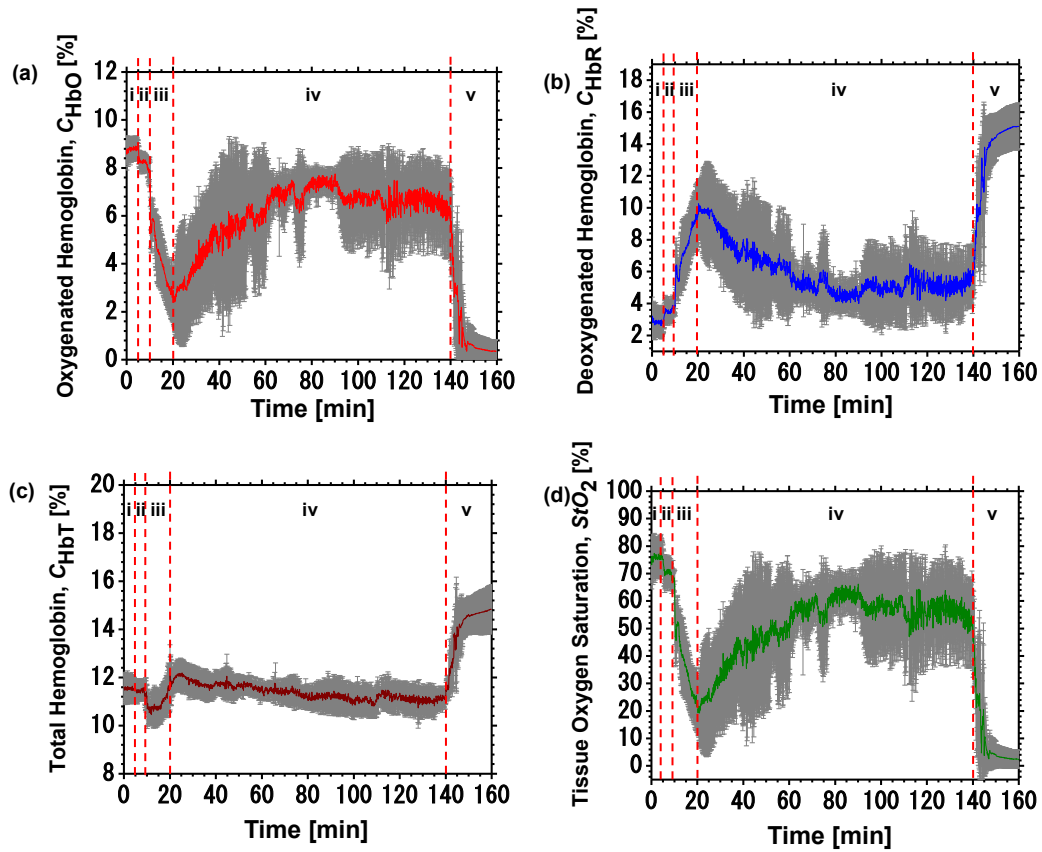 (a)
Oxygenated Hemoglobin, C_HbO [%]
12
10
8
6
4
2
0
i ii iii iv v
0 20 40 60 80 100 120 140 160
Time [min]
(b)
Deoxygenated Hemoglobin, C_HbR [%]
18
16
14
12
10
8
6
4
2
i ii iii iv v
0 20 40 60 80 100 120 140 160
Time [min]
(c)
Total Hemoglobin, C_HbT [%]
20
18
16
14
12
10
8
i ii iii iv v
0 20 40 60 80 100 120 140 160
Time [min]
(d)
Tissue Oxygen Saturation, StO2 [%]
100
90
80
70
60
50
40
30
20
10
0
i ii iii iv v
0 20 40 60 80 100 120 140 160
Time [min]